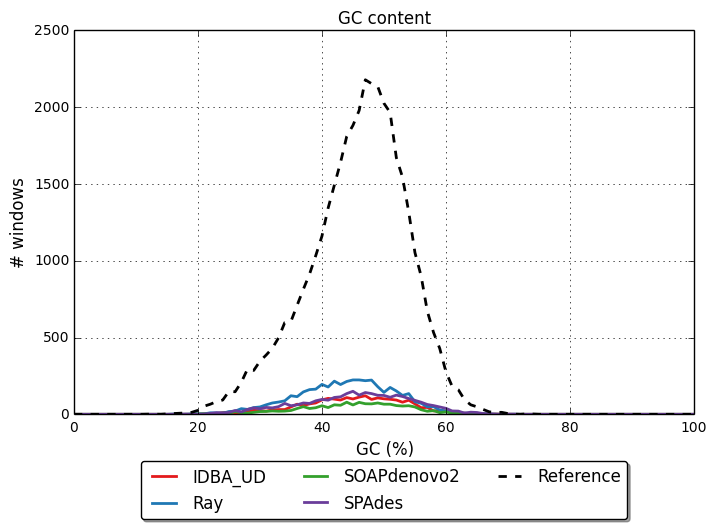 GC content
2500
2000
1500
1000
500
0
# windows
0 20 40 60 80 100
GC (%)
IDBA_UD SOAPdenovo2 Reference
Ray SPAdes